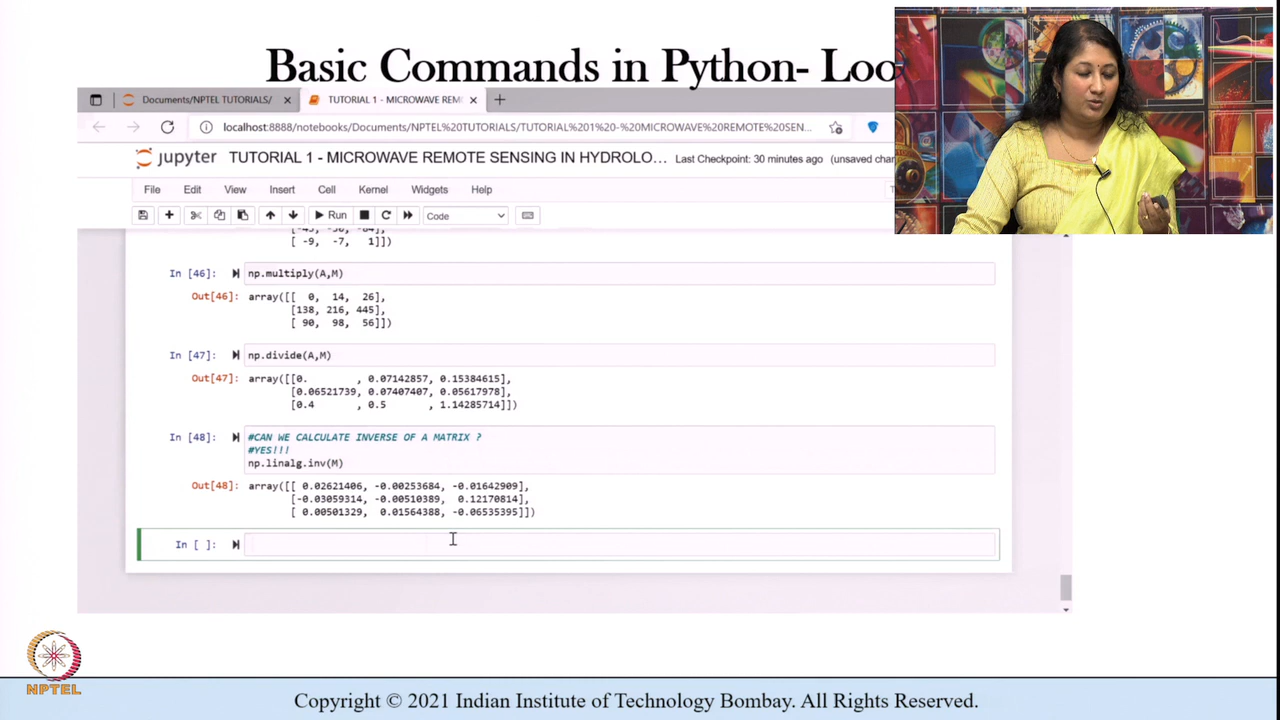 Basic Commands in Python- Loo
Documents/NPTEL TUTORIALS/
TUTORIAL 1 - MICROWAVE REM
localhost:8888/notebooks/Documents/NPTEL%20TUTORIALS/TUTORIAL%201%20-%20MICROWAVE%20REMOTE%20SEN...
jupyter TUTORIAL 1 - MICROWAVE REMOTE SENSING IN HYDROLO... Last Checkpoint: 30 minutes ago (unsaved chan
File Edit View Insert Cell Kernel Widgets Help
Run Code
[ -9, -7, 1]])
In [46]: np.multiply(A,M)
Out[46]: array([[ 0, 14, 26],
[138, 216, 445],
[ 90, 98, 56]])
In [47]: np.divide(A,M)
Out[47]: array([[0. , 0.07142857, 0.15384615],
[0.06521739, 0.07407407, 0.05617978],
[0.4 , 0.5 , 1.14285714]])
In [48]: #CAN WE CALCULATE INVERSE OF A MATRIX ?
#YES!!!
np.linalg.inv(M)
Out[48]: array([[ 0.02621406, -0.00253684, -0.01642909],
[-0.03059314, -0.00510389, 0.12170814],
[ 0.00501329, 0.01564388, -0.06535395]])
In [ ]:
NPTEL
Copyright © 2021 Indian Institute of Technology Bombay. All Rights Reserved.